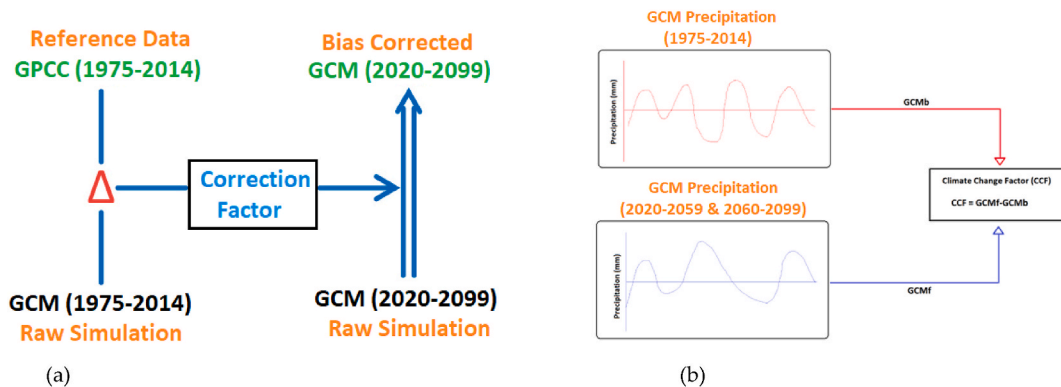 Reference Data
GPCC (1975-2014)
Bias Corrected
GCM (2020-2099)
Δ
Correction
Factor
GCM (1975-2014)
Raw Simulation
GCM (2020-2099)
Raw Simulation
(a)
GCM Precipitation
(1975-2014)
Precipitation (mm)
GCMb
GCM Precipitation
(2020-2059 & 2060-2099)
Precipitation (mm)
GCMf
Climate Change Factor (CCF)
CCF = GCMf-GCMb
(b)